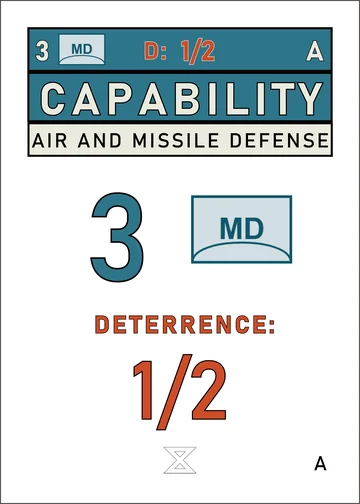 3 MD D: 1/2 A
CAPABILITY
AIR AND MISSILE DEFENSE
3 MD
DETERRENCE:
1/2
A